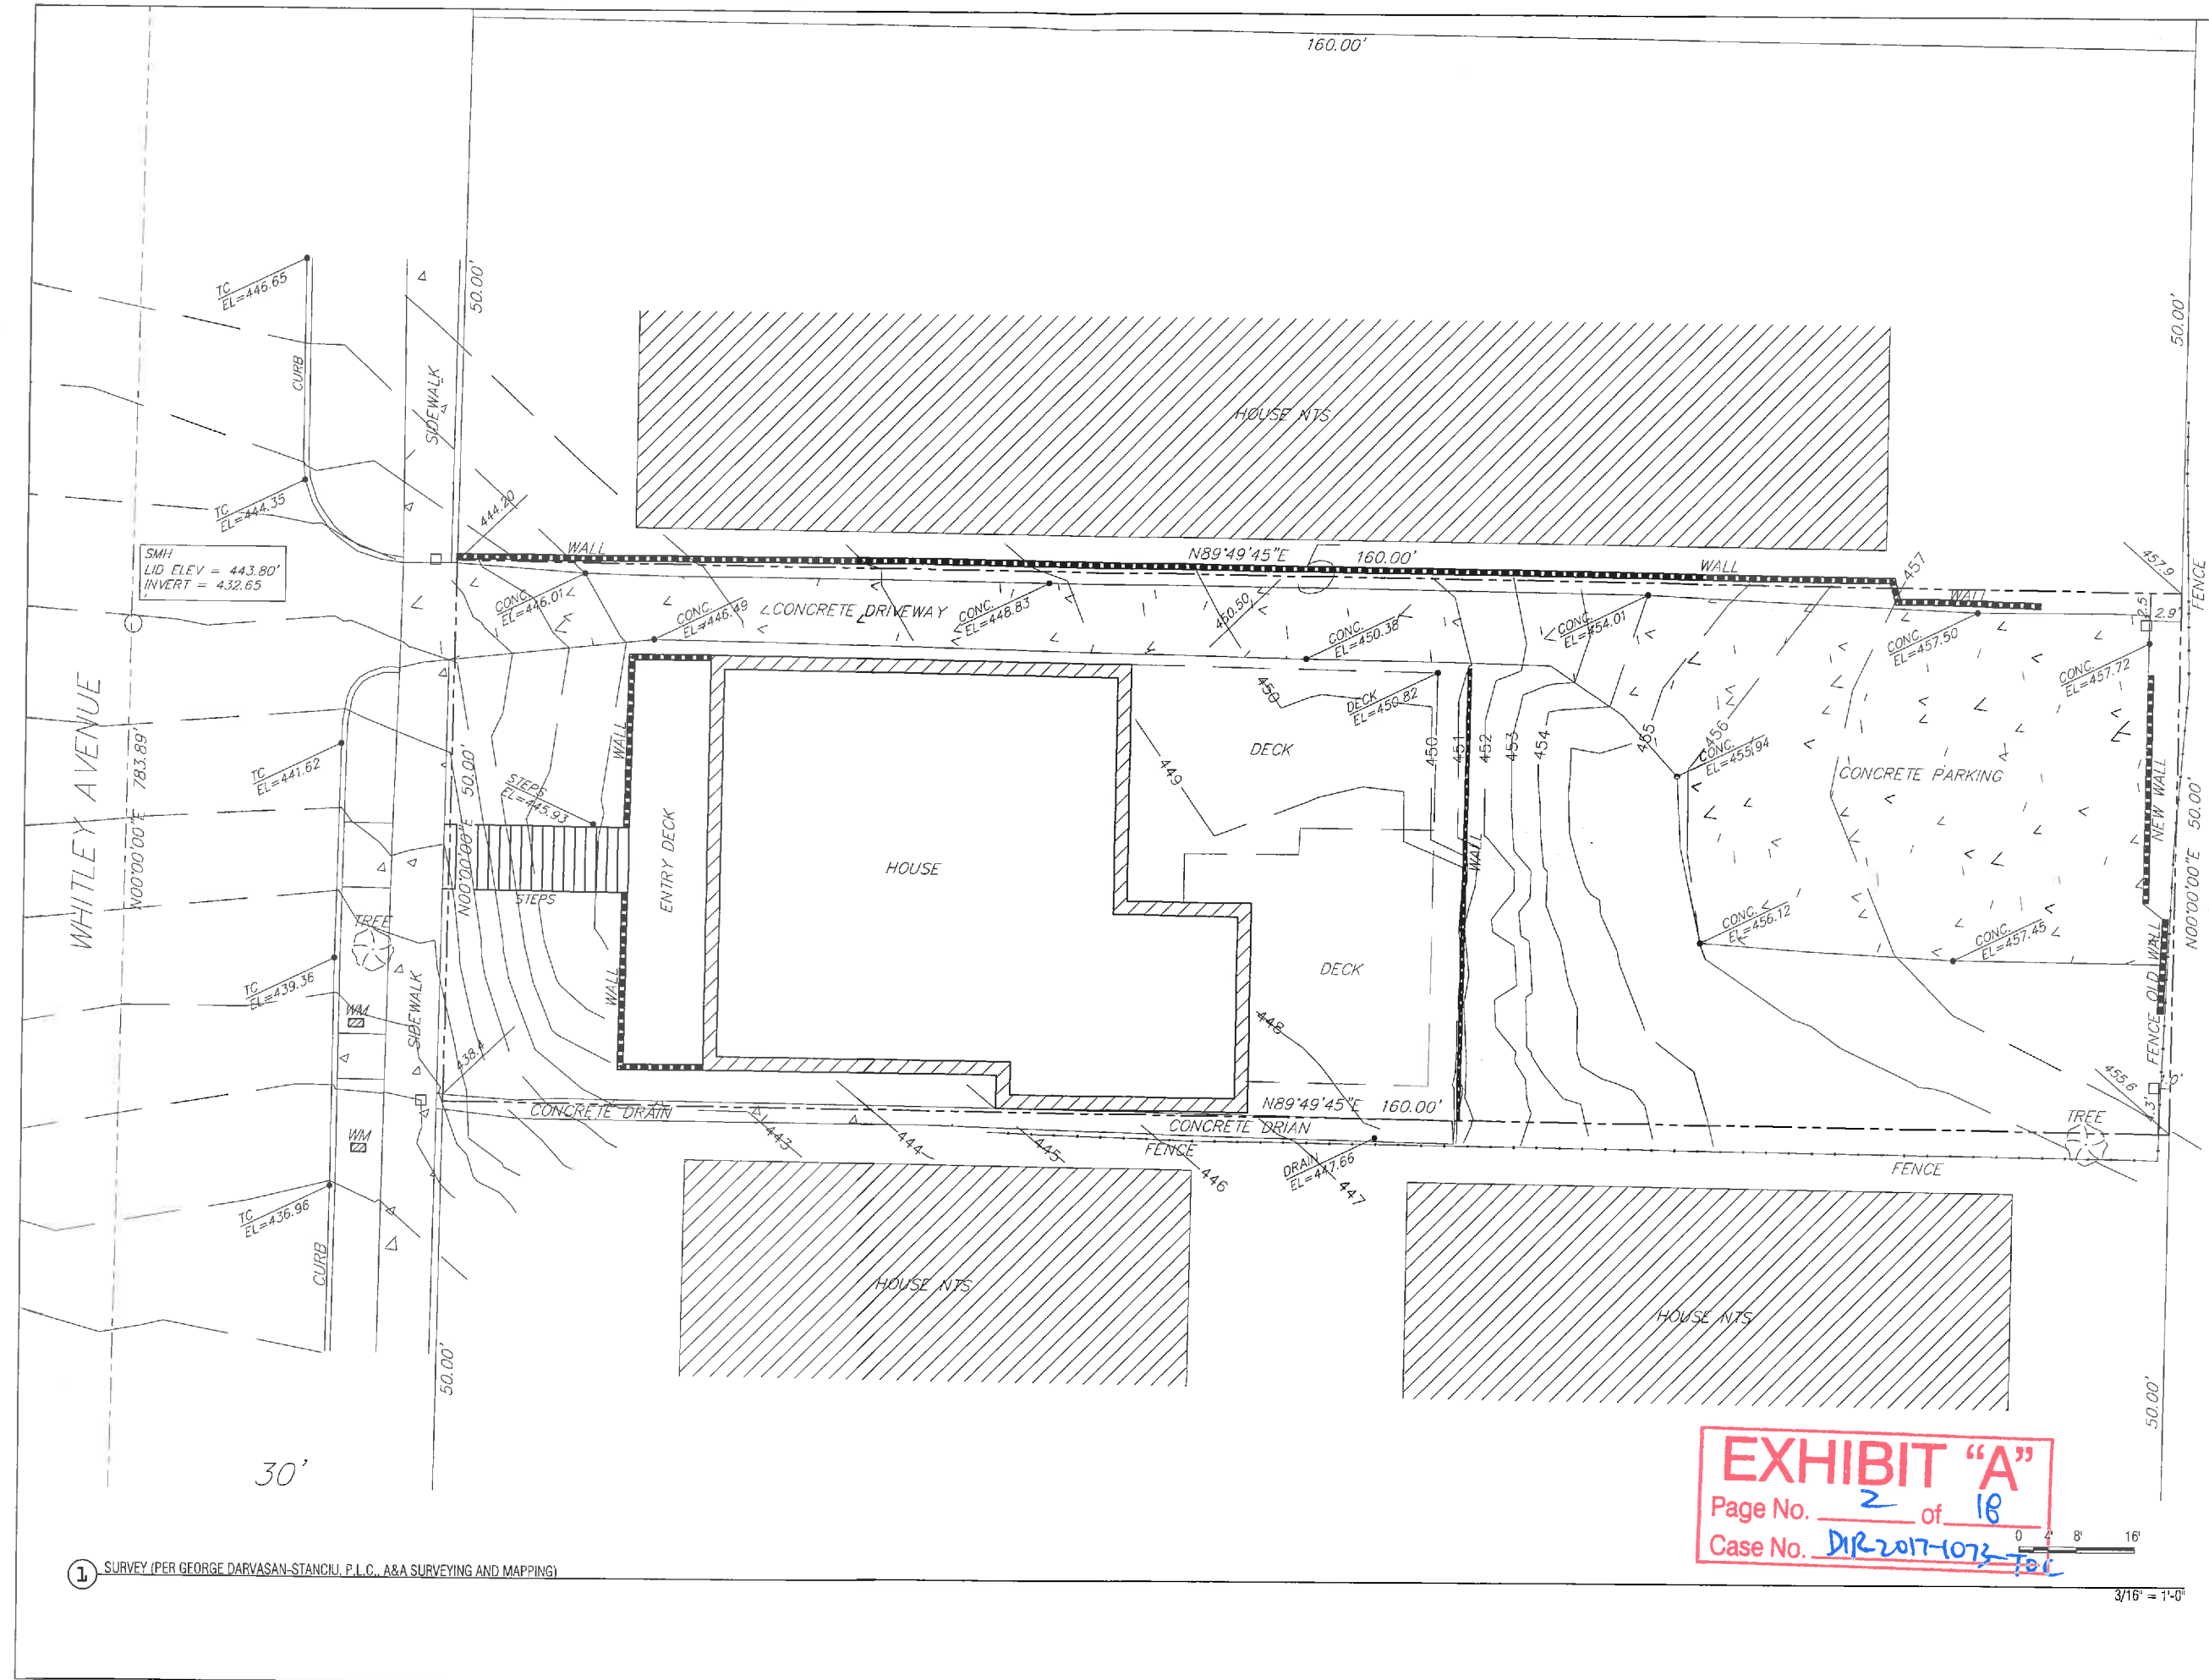 160.00'
TC
EL=446.65
50.00'
50.00'
CURB
SIDEWALK
HOUSE NTS
TC
EL=444.35
444.20
WALL
N89°49'45"E 160.00'
WALL
457
457.9
FENCE
SMH
LID ELEV = 443.80'
INVERT = 432.65
CONC.
EL=446.01
CONC.
EL=446.49
CONCRETE DRIVEWAY
CONC.
EL=448.83
450.50
CONC.
EL=450.38
CONC.
EL=454.01
WALL
CONC.
EL=457.50
2.5'
2.9'
CONC.
EL=457.72
WHITLEY AVENUE
N00°00'00"E 783.89'
TC
EL=441.62
N00°00'00"E 50.00'
STEPS
EL=445.93
WALL
ENTRY DECK
HOUSE
450
DECK
EL=450.82
DECK
449
450
451
452
453
454
455
456
CONC.
EL=455.94
CONCRETE PARKING
NEW WALL
N00°00'00"E 50.00'
WALL
STEPS
TREE
TC
EL=439.36
WM
SIDEWALK
WALL
DECK
CONC.
EL=456.12
CONC.
EL=457.45
OLD WALL
FENCE
438.4
448
455.6
1.0'
TREE
CONCRETE DRAIN
N89°49'45"E 160.00'
CONCRETE DRIAN
443
444
445
446
447
FENCE
DRAIN
EL=447.66
FENCE
WM
TC
EL=436.96
CURB
HOUSE NTS
HOUSE NTS
50.00'
50.00'
30'
EXHIBIT “A”
Page No. 2 of 18
Case No. DIR-2017-1073-TOC
0 4' 8' 16'
1 SURVEY (PER GEORGE DARVASAN-STANCIU, P.L.C., A&A SURVEYING AND MAPPING)
3/16" = 1'-0"